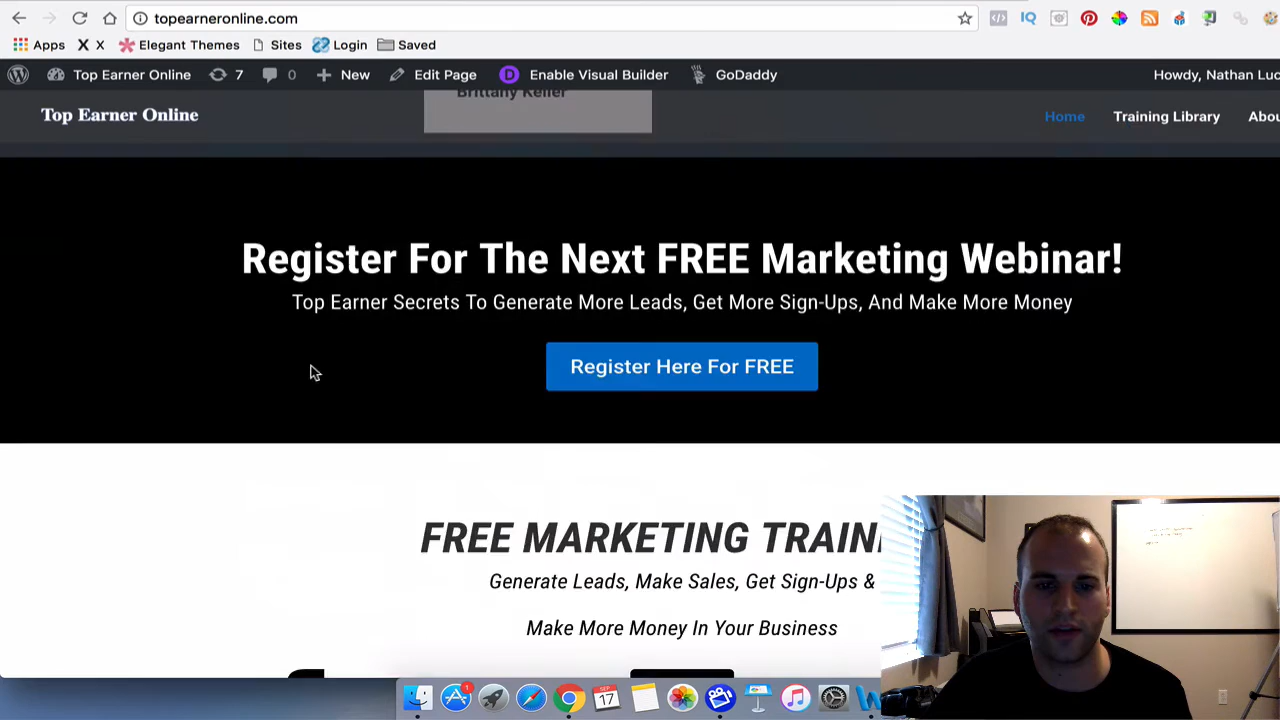 topearneronline.com
Apps X Elegant Themes Sites Login Saved
Top Earner Online 7 0 New Edit Page D Enable Visual Builder GoDaddy Howdy, Nathan Luc
Brittany Keller
Top Earner Online Home Training Library Abou
Register For The Next FREE Marketing Webinar!
Top Earner Secrets To Generate More Leads, Get More Sign-Ups, And Make More Money
Register Here For FREE
FREE MARKETING TRAINI
Generate Leads, Make Sales, Get Sign-Ups &
Make More Money In Your Business
SEP
17
1